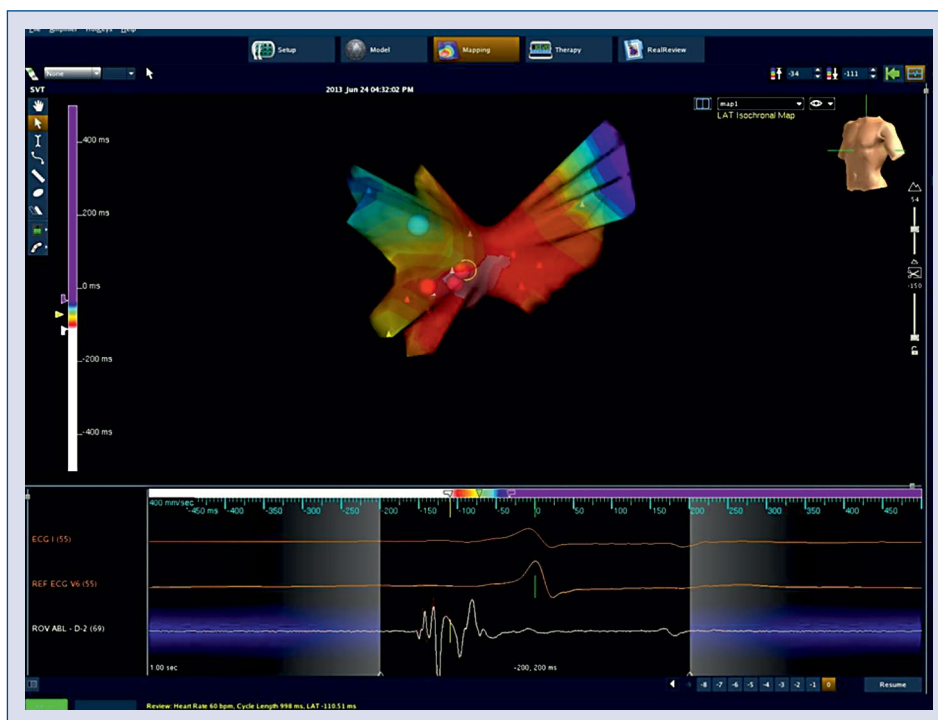 File Amplifier Hotkeys Help
Setup Model Mapping Therapy RealReview
None
-34 -111
SVT
2013 Jun 24 04:32:02 PM
map1
LAT Isochronal Map
400 ms
200 ms
0 ms
-200 ms
-400 ms
54
-150
400 mm/sec
-450 ms -400 -350 -300 -250 -200 -150 -100 -50 0 50 100 150 200 250 300 350 400 450
ECG I (55)
REF ECG V6 (55)
ROV ABL - D-2 (69)
1.00 sec
-200, 200 ms
-8 -7 -6 -5 -4 -3 -2 -1 0
Resume
Review: Heart Rate 60 bpm, Cycle Length 998 ms, LAT -110.51 ms